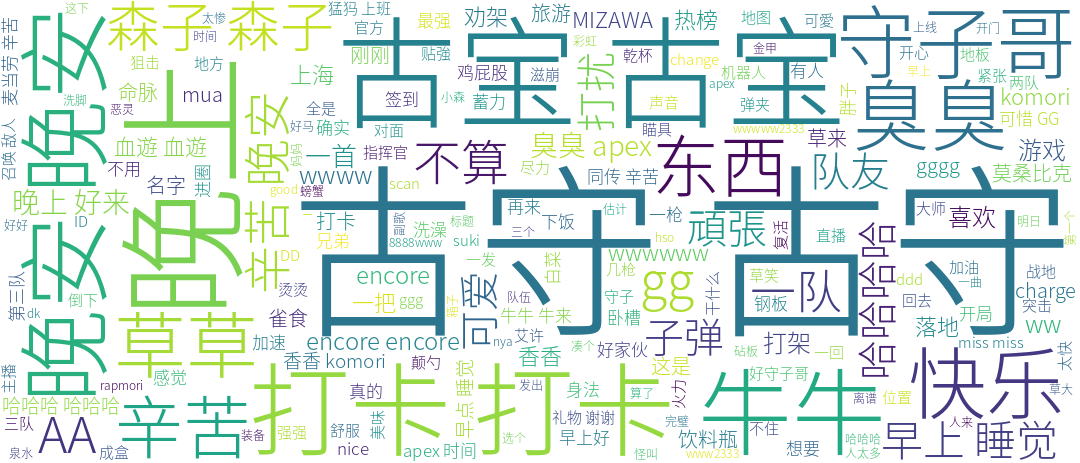 古宝 古宝
吉守 吉守
晚安 晚安
晚上
打卡 打卡
守子哥
臭臭
森子 森子
东西
快乐
牛牛
草草
辛苦
辛苦
晚安
不算
队友
一队
gg
AA
子弹
頑張
可爱
早上 睡觉
哈哈哈哈
晚上 好来
血遊 血遊
encore encore
encore
wwww
wwwwww
ww
一首
一把
臭臭 apex
打扰
劲架
旅游
MIZAWA
热榜
最强
猛犸 上班
官方
贴強
刚刚
鸡屁股
滋崩
签到
小森
蓄力
对面
太惨
时间
这下
狙击
地方
命脉
mua
上海
全是
恶灵
好马
确实
指挥官
不用
名字
麦当劳 辛苦
洗脚
召唤 敌人
好好
ID
第三队
倒下
dk
主播
rapmori
感觉
加速
雀食
烫烫
DD
兄弟
打卡
good
螃蟹
scan
洗澡
标题
8888www
suki
再来
三个
一发
下饭
同传 辛苦
尽力
瞄具
声音
彩虹
change
apex
地图
可愛
金甲
乾杯
机器人
有人
弹夹
wwwww2333
胖子
草来
上线
开门
开心
地板
早上
紧张
两队
komori
可惜 GG
游戏
gggg
莫桑比克
大师
喜欢
明日
第一个
估计
一枪
复活
直播
hso
几枪
守子
卧槽
干什么
草笑
钢板
ddd
加油
一曲
战地
回去
charge
突击
落地
开局
miss miss
太快
打架
一回
砧板
这是
好家伙
凑个
艾许
nya
牛牛 牛来
队伍
白菜
ggg
箱子
香香
香香 komori
颠勺
真的
早点 睡觉
身法
发出
算了
火力
好守子哥
不住
离谱
位置
草大
人来
哈哈哈
人太多
想要
饮料瓶
完璧
www2333
怪叫
礼物 谢谢
早上好
选个
美味
apex 时间
舒服
nice
强强
装备
成盒
三队
泉水
哈哈哈 哈哈哈